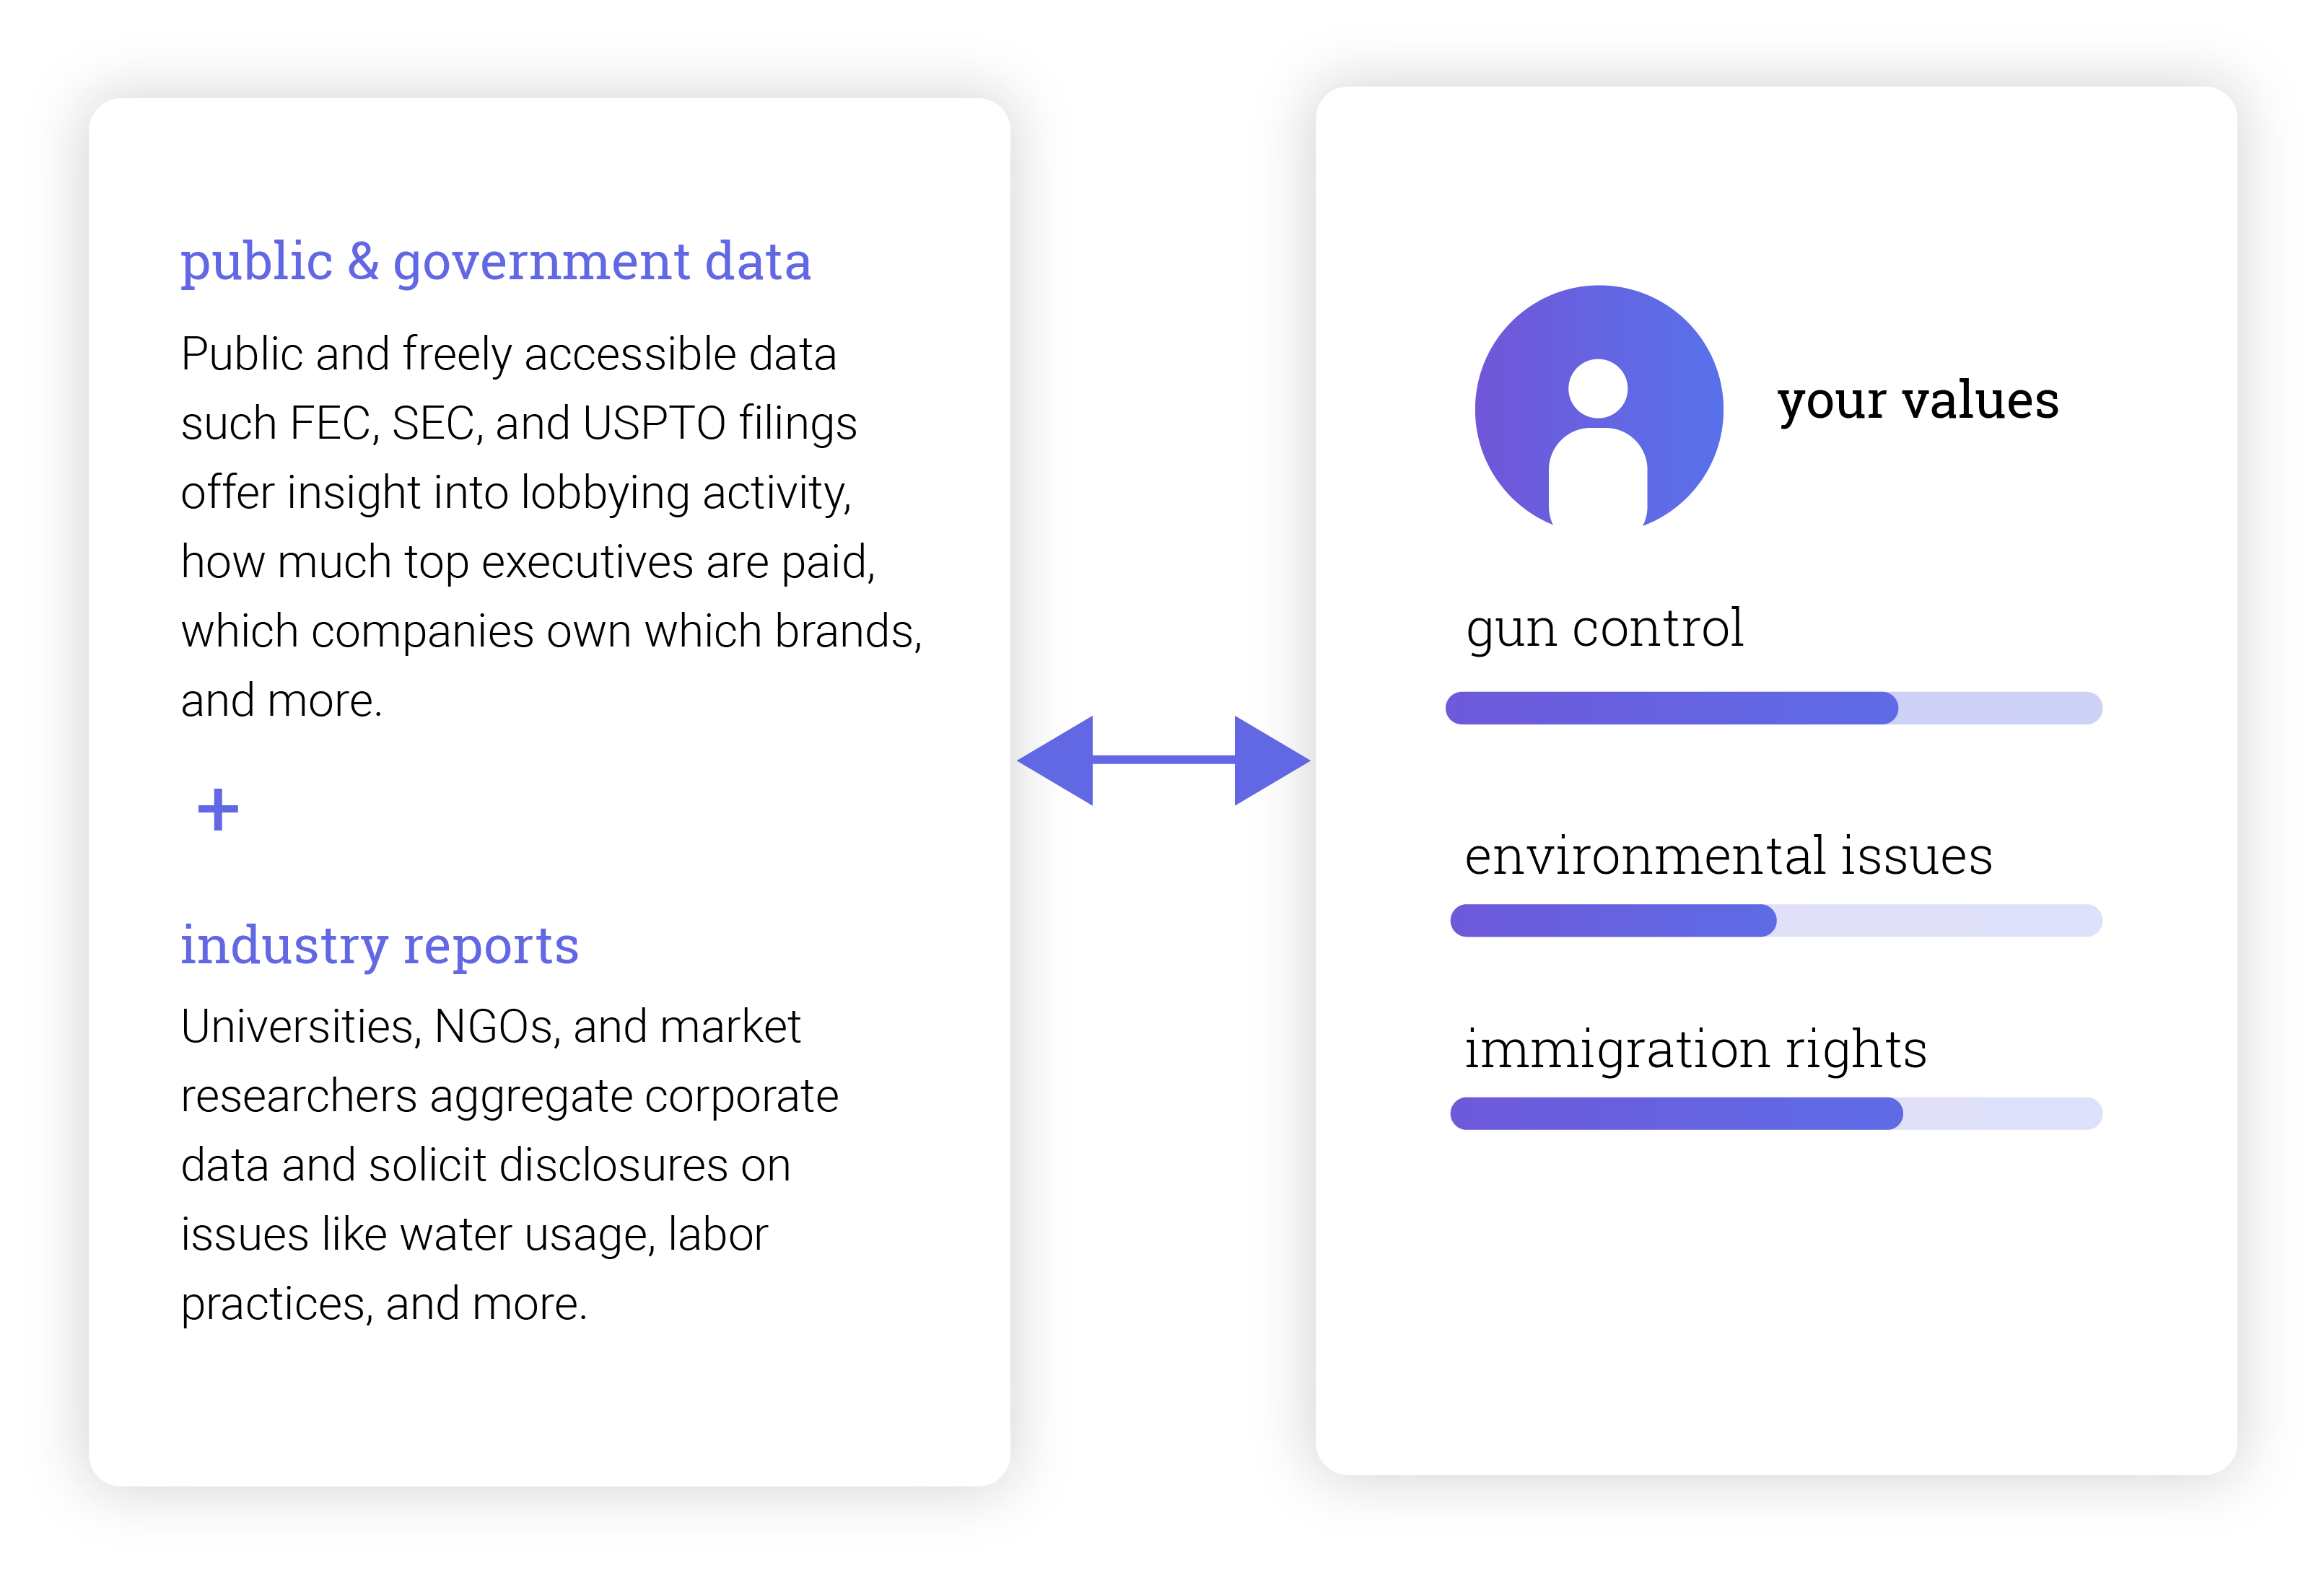 public & government data
Public and freely accessible data
such FEC, SEC, and USPTO filings
offer insight into lobbying activity,
how much top executives are paid,
which companies own which brands,
and more.
+
industry reports
Universities, NGOs, and market
researchers aggregate corporate
data and solicit disclosures on
issues like water usage, labor
practices, and more.
your values
gun control
environmental issues
immigration rights